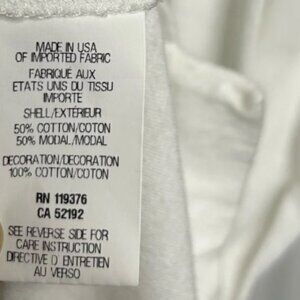 MADE IN USA
OF IMPORTED FABRIC
FABRIQUÉ AUX
ETATS UNIS DU TISSU
IMPORTE
SHELL/EXTÉRIEUR
50% COTTON/COTON
50% MODAL/MODAL
DECORATION/DECORATION
100% COTTON/COTON
RN 119376
CA 52192
SEE REVERSE SIDE FOR
CARE INSTRUCTION
DIRECTIVE D ENTRETIEN
AU VERSO